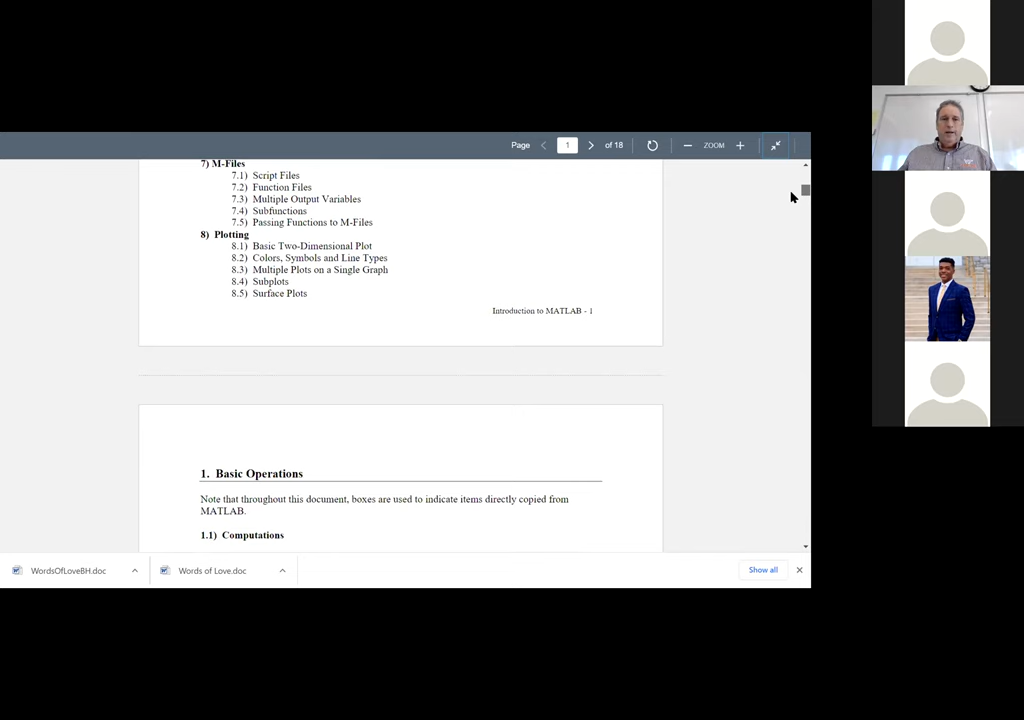 Page 1 of 18 ZOOM
7) M-Files
7.1) Script Files
7.2) Function Files
7.3) Multiple Output Variables
7.4) Subfunctions
7.5) Passing Functions to M-Files
8) Plotting
8.1) Basic Two-Dimensional Plot
8.2) Colors, Symbols and Line Types
8.3) Multiple Plots on a Single Graph
8.4) Subplots
8.5) Surface Plots
Introduction to MATLAB - 1
1. Basic Operations
Note that throughout this document, boxes are used to indicate items directly copied from
MATLAB.
1.1) Computations
WordsOfLoveBH.doc Words of Love.doc Show all